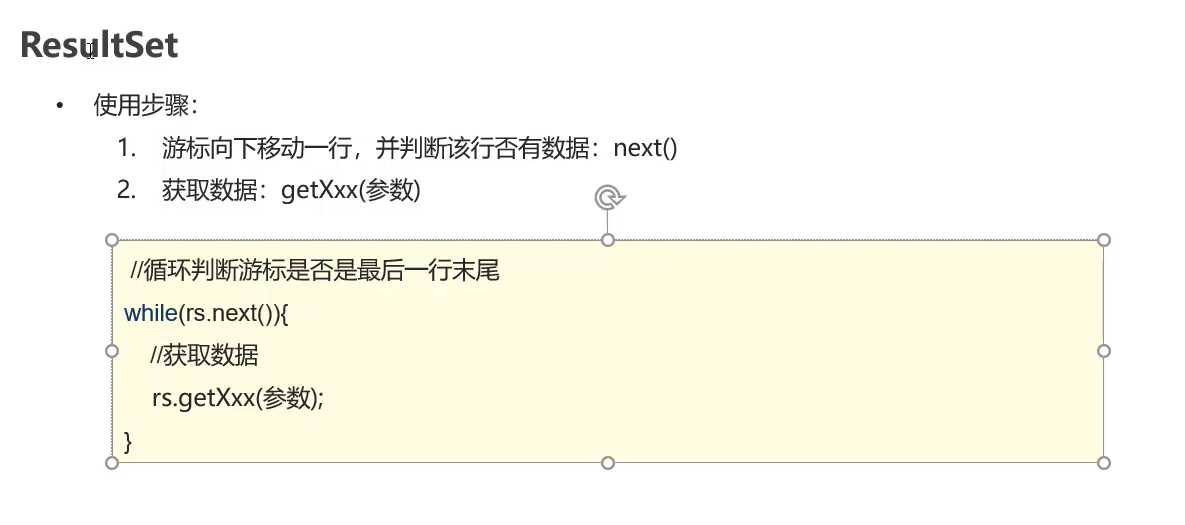 ResultSet
• 使用步骤：
1. 游标向下移动一行，并判断该行否有数据：next()
2. 获取数据：getXxx(参数)
//循环判断游标是否是最后一行末尾
while(rs.next()){
//获取数据
rs.getXxx(参数);
}